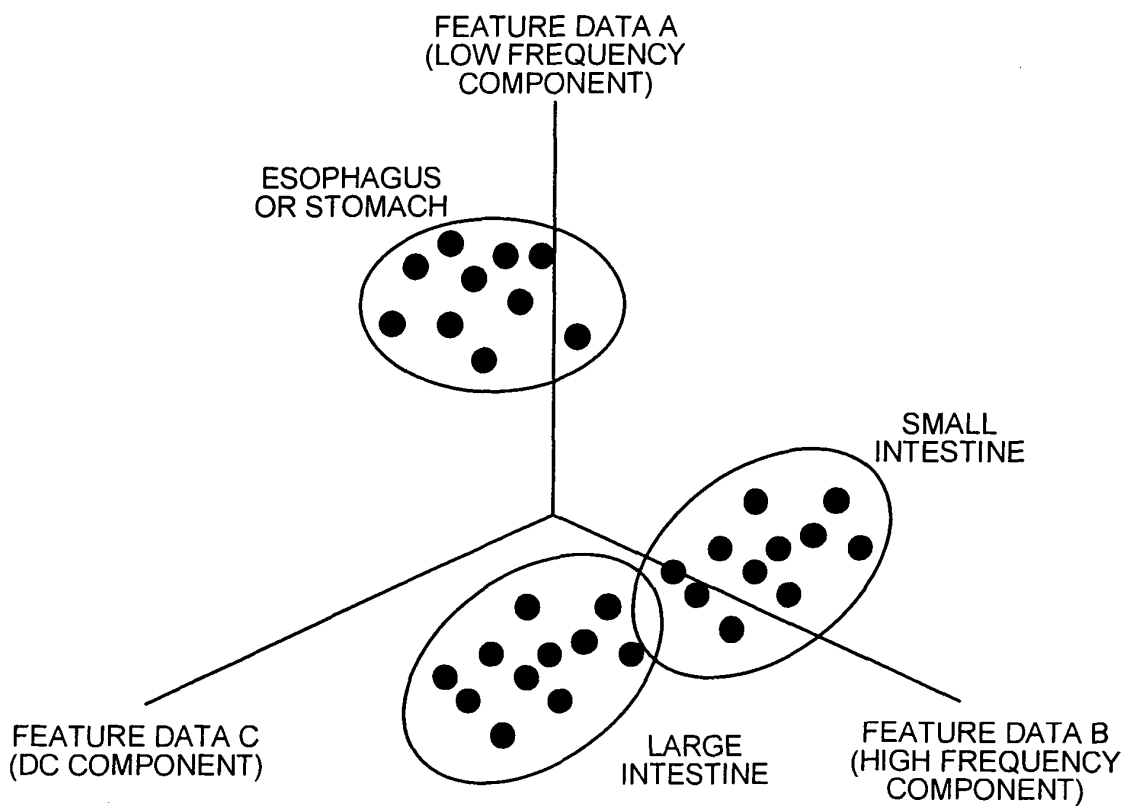 FEATURE DATA A
(LOW FREQUENCY
COMPONENT)
ESOPHAGUS
OR STOMACH
SMALL
INTESTINE
FEATURE DATA C
(DC COMPONENT)
LARGE
INTESTINE
FEATURE DATA B
(HIGH FREQUENCY
COMPONENT)